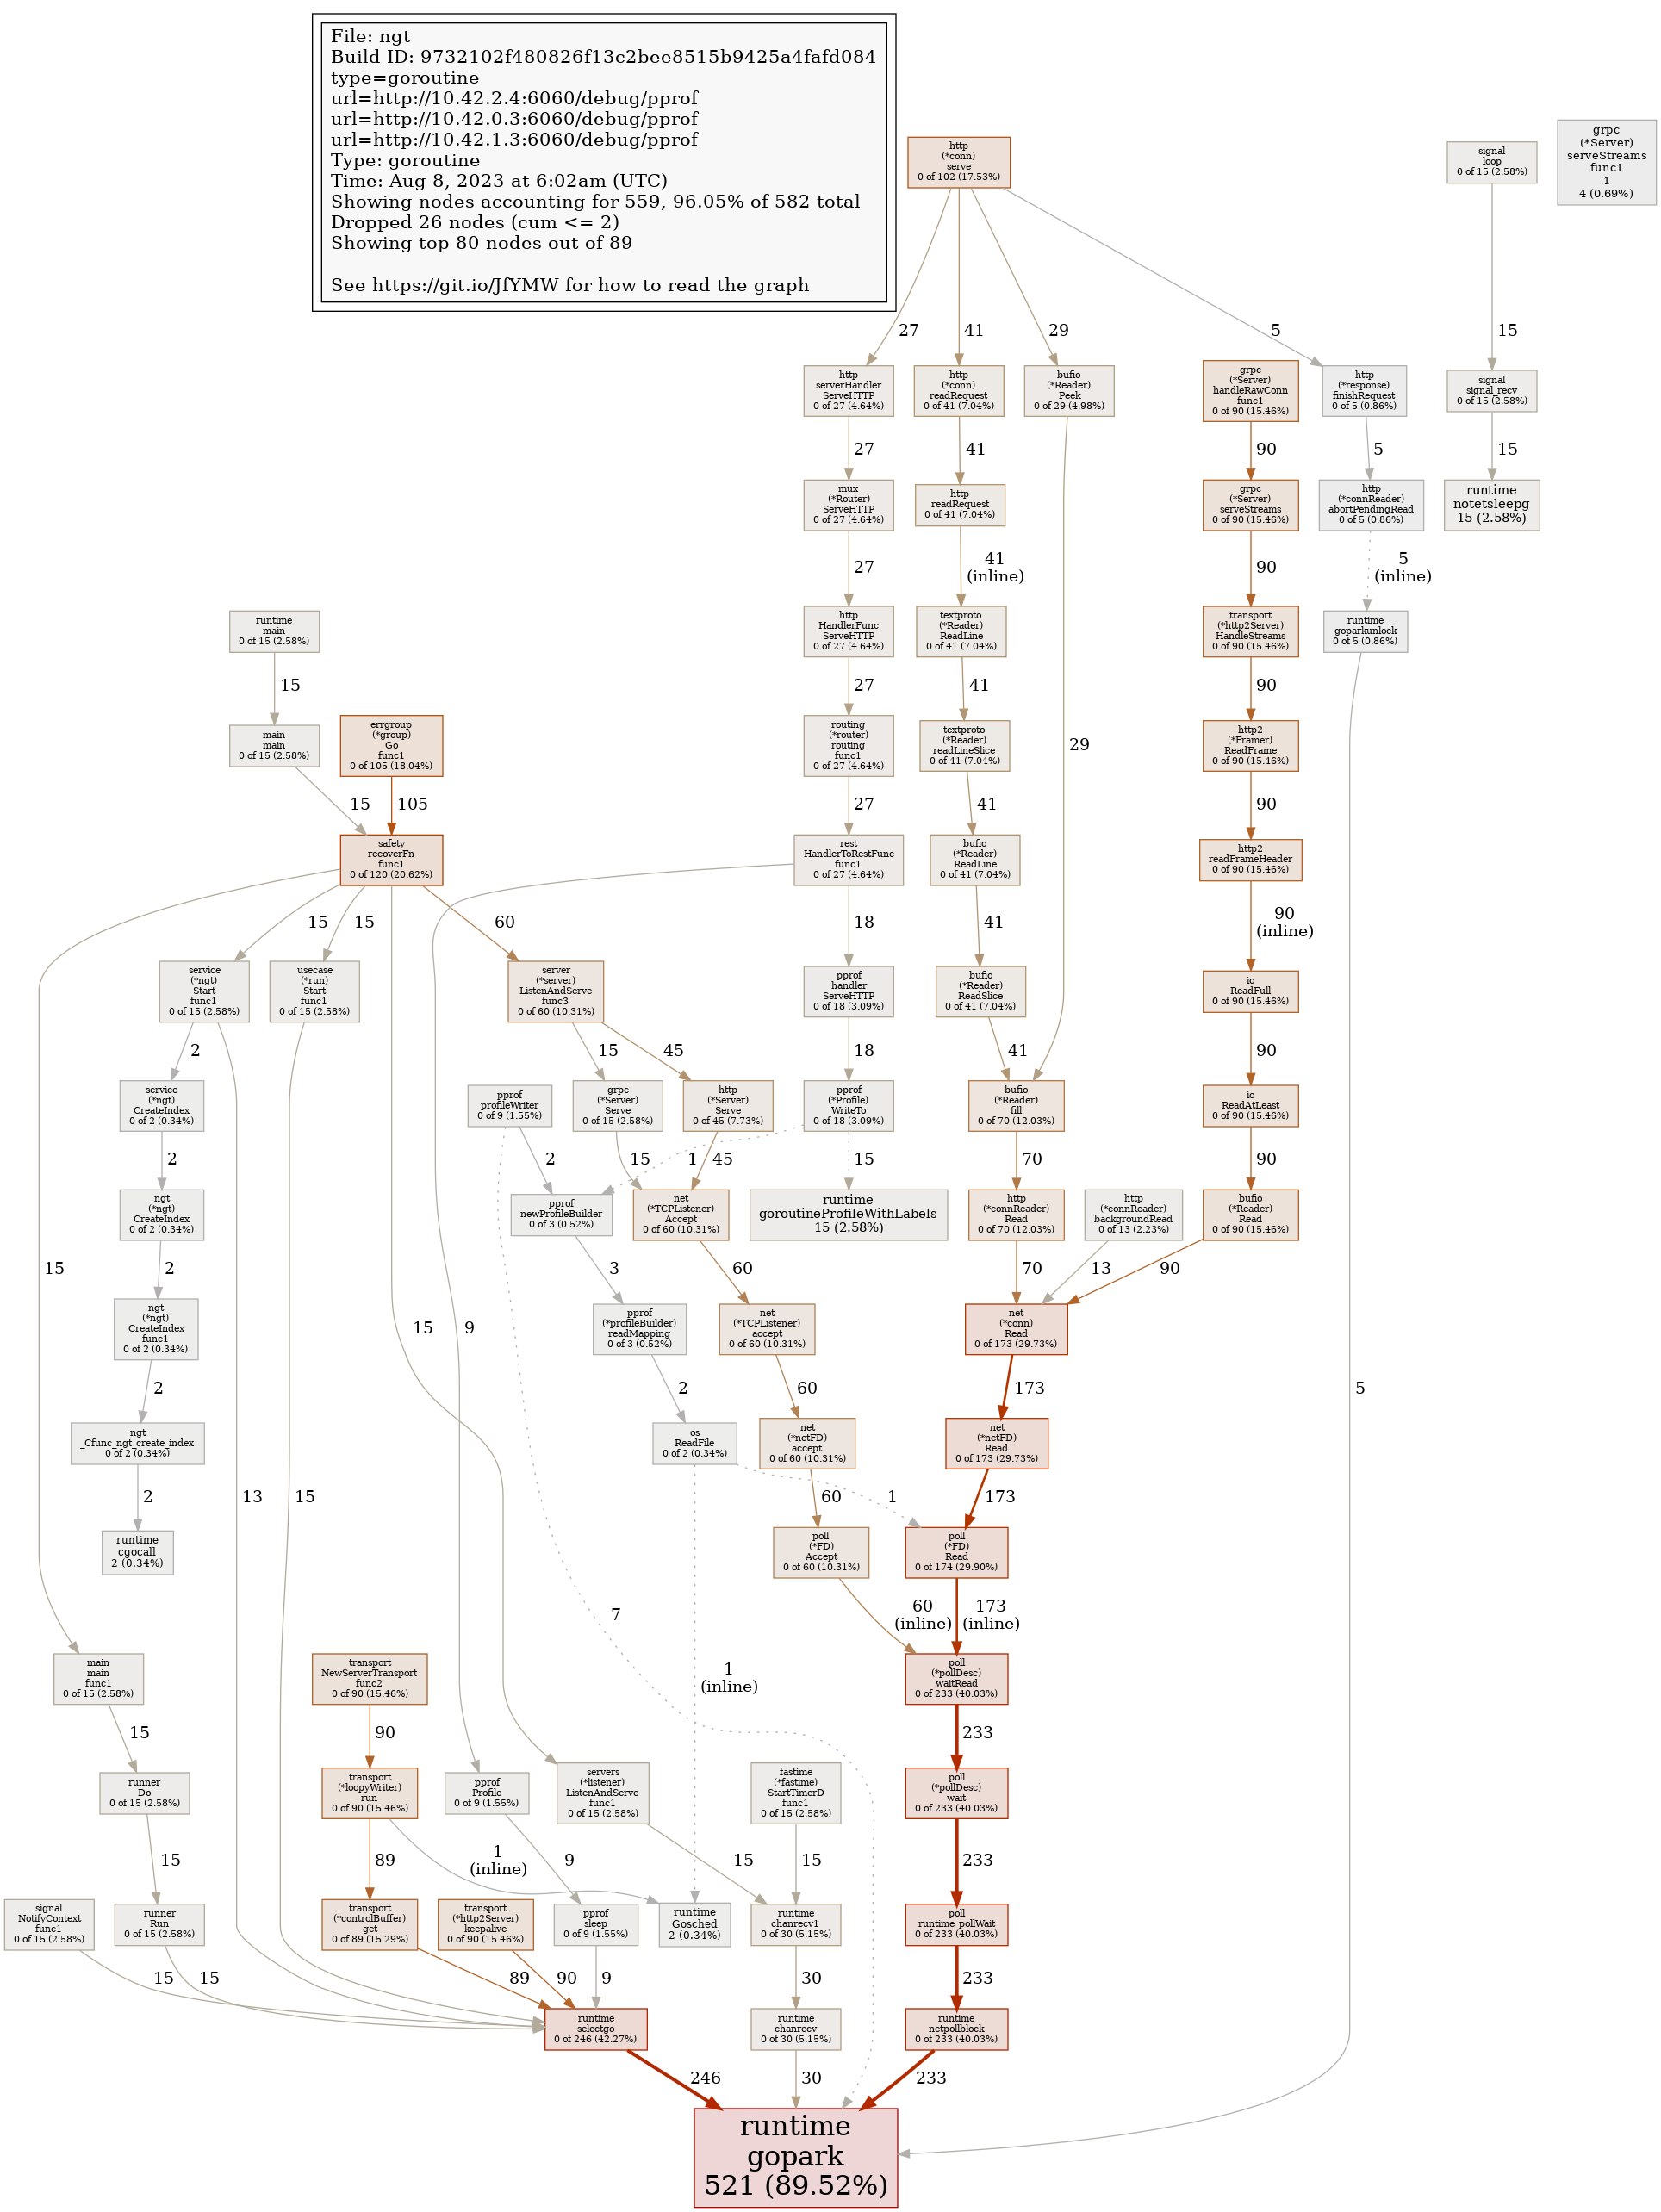 File: ngt
Build ID: 9732102f480826f13c2bee8515b9425a4fafd084
type=goroutine
url=http://10.42.2.4:6060/debug/pprof
url=http://10.42.0.3:6060/debug/pprof
url=http://10.42.1.3:6060/debug/pprof
Type: goroutine
Time: Aug 8, 2023 at 6:02am (UTC)
Showing nodes accounting for 559, 96.05% of 582 total
Dropped 26 nodes (cum <= 2)
Showing top 80 nodes out of 89
See https://git.io/JfYMW for how to read the graph
http
(*conn)
serve
0 of 102 (17.53%)
signal
loop
0 of 15 (2.58%)
grpc
(*Server)
serveStreams
func1
1
4 (0.69%)
27
41
29
5
15
http
serverHandler
ServeHTTP
0 of 27 (4.64%)
http
(*conn)
readRequest
0 of 41 (7.04%)
bufio
(*Reader)
Peek
0 of 29 (4.98%)
grpc
(*Server)
handleRawConn
func1
0 of 90 (15.46%)
http
(*response)
finishRequest
0 of 5 (0.86%)
signal
signal_recv
0 of 15 (2.58%)
27
41
90
5
15
mux
(*Router)
ServeHTTP
0 of 27 (4.64%)
http
readRequest
0 of 41 (7.04%)
grpc
(*Server)
serveStreams
0 of 90 (15.46%)
http
(*connReader)
abortPendingRead
0 of 5 (0.86%)
runtime
notetsleepg
15 (2.58%)
27
41
(inline)
90
5
(inline)
runtime
main
0 of 15 (2.58%)
http
HandlerFunc
ServeHTTP
0 of 27 (4.64%)
textproto
(*Reader)
ReadLine
0 of 41 (7.04%)
transport
(*http2Server)
HandleStreams
0 of 90 (15.46%)
runtime
goparkunlock
0 of 5 (0.86%)
15
27
41
90
main
main
0 of 15 (2.58%)
errgroup
(*group)
Go
func1
0 of 105 (18.04%)
routing
(*router)
routing
func1
0 of 27 (4.64%)
textproto
(*Reader)
readLineSlice
0 of 41 (7.04%)
29
http2
(*Framer)
ReadFrame
0 of 90 (15.46%)
15
105
27
41
90
safety
recoverFn
func1
0 of 120 (20.62%)
rest
HandlerToRestFunc
func1
0 of 27 (4.64%)
bufio
(*Reader)
ReadLine
0 of 41 (7.04%)
http2
readFrameHeader
0 of 90 (15.46%)
15
15
60
18
41
90
(inline)
service
(*ngt)
Start
func1
0 of 15 (2.58%)
usecase
(*run)
Start
func1
0 of 15 (2.58%)
server
(*server)
ListenAndServe
func3
0 of 60 (10.31%)
pprof
handler
ServeHTTP
0 of 18 (3.09%)
bufio
(*Reader)
ReadSlice
0 of 41 (7.04%)
io
ReadFull
0 of 90 (15.46%)
2
15
45
18
41
90
service
(*ngt)
CreateIndex
0 of 2 (0.34%)
pprof
profileWriter
0 of 9 (1.55%)
grpc
(*Server)
Serve
0 of 15 (2.58%)
http
(*Server)
Serve
0 of 45 (7.73%)
pprof
(*Profile)
WriteTo
0 of 18 (3.09%)
bufio
(*Reader)
fill
0 of 70 (12.03%)
io
ReadAtLeast
0 of 90 (15.46%)
2
2
15
1
45
15
70
90
ngt
(*ngt)
CreateIndex
0 of 2 (0.34%)
pprof
newProfileBuilder
0 of 3 (0.52%)
net
(*TCPListener)
Accept
0 of 60 (10.31%)
runtime
goroutineProfileWithLabels
15 (2.58%)
http
(*connReader)
Read
0 of 70 (12.03%)
http
(*connReader)
backgroundRead
0 of 13 (2.23%)
bufio
(*Reader)
Read
0 of 90 (15.46%)
15
2
3
60
70
13
90
ngt
(*ngt)
CreateIndex
func1
0 of 2 (0.34%)
15
9
pprof
(*profileBuilder)
readMapping
0 of 3 (0.52%)
net
(*TCPListener)
accept
0 of 60 (10.31%)
net
(*conn)
Read
0 of 173 (29.73%)
2
2
60
173
5
ngt
_Cfunc_ngt_create_index
0 of 2 (0.34%)
os
ReadFile
0 of 2 (0.34%)
net
(*netFD)
accept
0 of 60 (10.31%)
net
(*netFD)
Read
0 of 173 (29.73%)
2
13
15
60
1
173
runtime
cgocall
2 (0.34%)
poll
(*FD)
Accept
0 of 60 (10.31%)
poll
(*FD)
Read
0 of 174 (29.90%)
7
60
(inline)
173
(inline)
main
main
func1
0 of 15 (2.58%)
transport
NewServerTransport
func2
0 of 90 (15.46%)
1
(inline)
poll
(*pollDesc)
waitRead
0 of 233 (40.03%)
15
90
233
runner
Do
0 of 15 (2.58%)
transport
(*loopyWriter)
run
0 of 90 (15.46%)
pprof
Profile
0 of 9 (1.55%)
servers
(*listener)
ListenAndServe
func1
0 of 15 (2.58%)
fastime
(*fastime)
StartTimerD
func1
0 of 15 (2.58%)
poll
(*pollDesc)
wait
0 of 233 (40.03%)
15
89
1
(inline)
9
15
15
233
signal
NotifyContext
func1
0 of 15 (2.58%)
runner
Run
0 of 15 (2.58%)
transport
(*controlBuffer)
get
0 of 89 (15.29%)
transport
(*http2Server)
keepalive
0 of 90 (15.46%)
pprof
sleep
0 of 9 (1.55%)
runtime
Gosched
2 (0.34%)
runtime
chanrecv1
0 of 30 (5.15%)
poll
runtime_pollWait
0 of 233 (40.03%)
15
15
89
90
9
30
233
runtime
selectgo
0 of 246 (42.27%)
runtime
chanrecv
0 of 30 (5.15%)
runtime
netpollblock
0 of 233 (40.03%)
246
30
233
runtime
gopark
521 (89.52%)